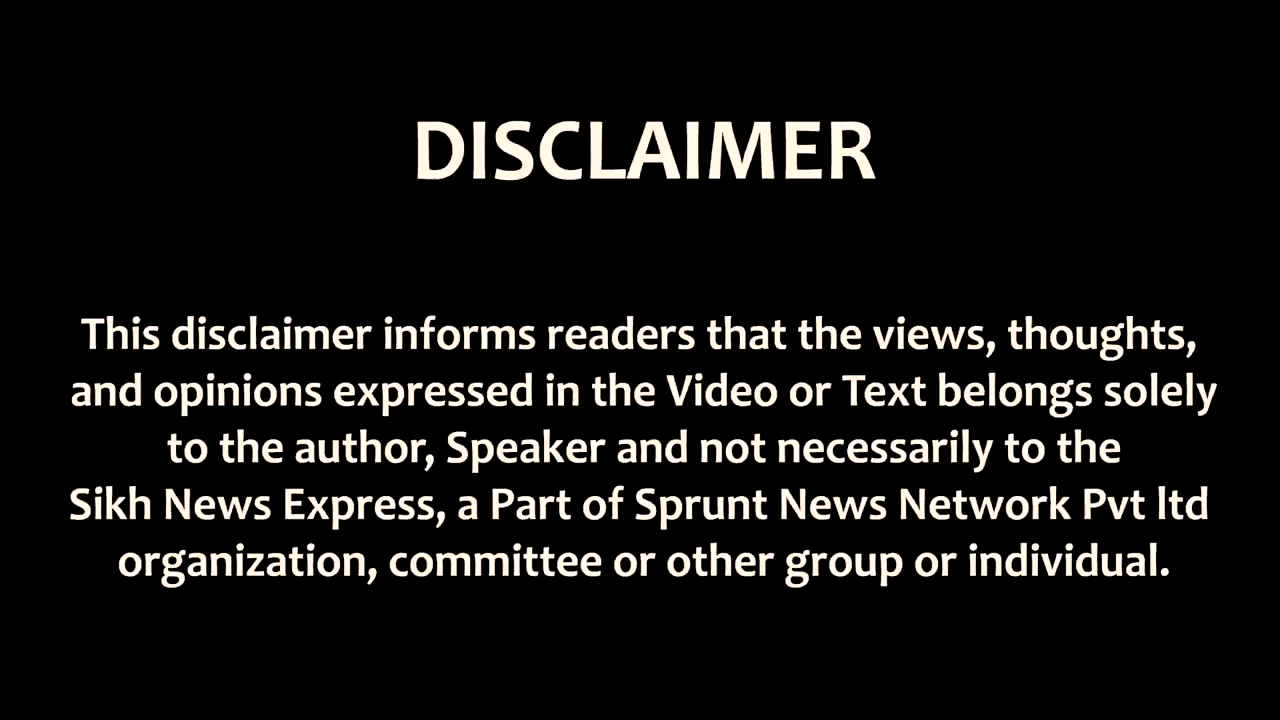 DISCLAIMER
This disclaimer informs readers that the views, thoughts,
and opinions expressed in the Video or Text belongs solely
to the author, Speaker and not necessarily to the
Sikh News Express, a Part of Sprunt News Network Pvt ltd
organization, committee or other group or individual.